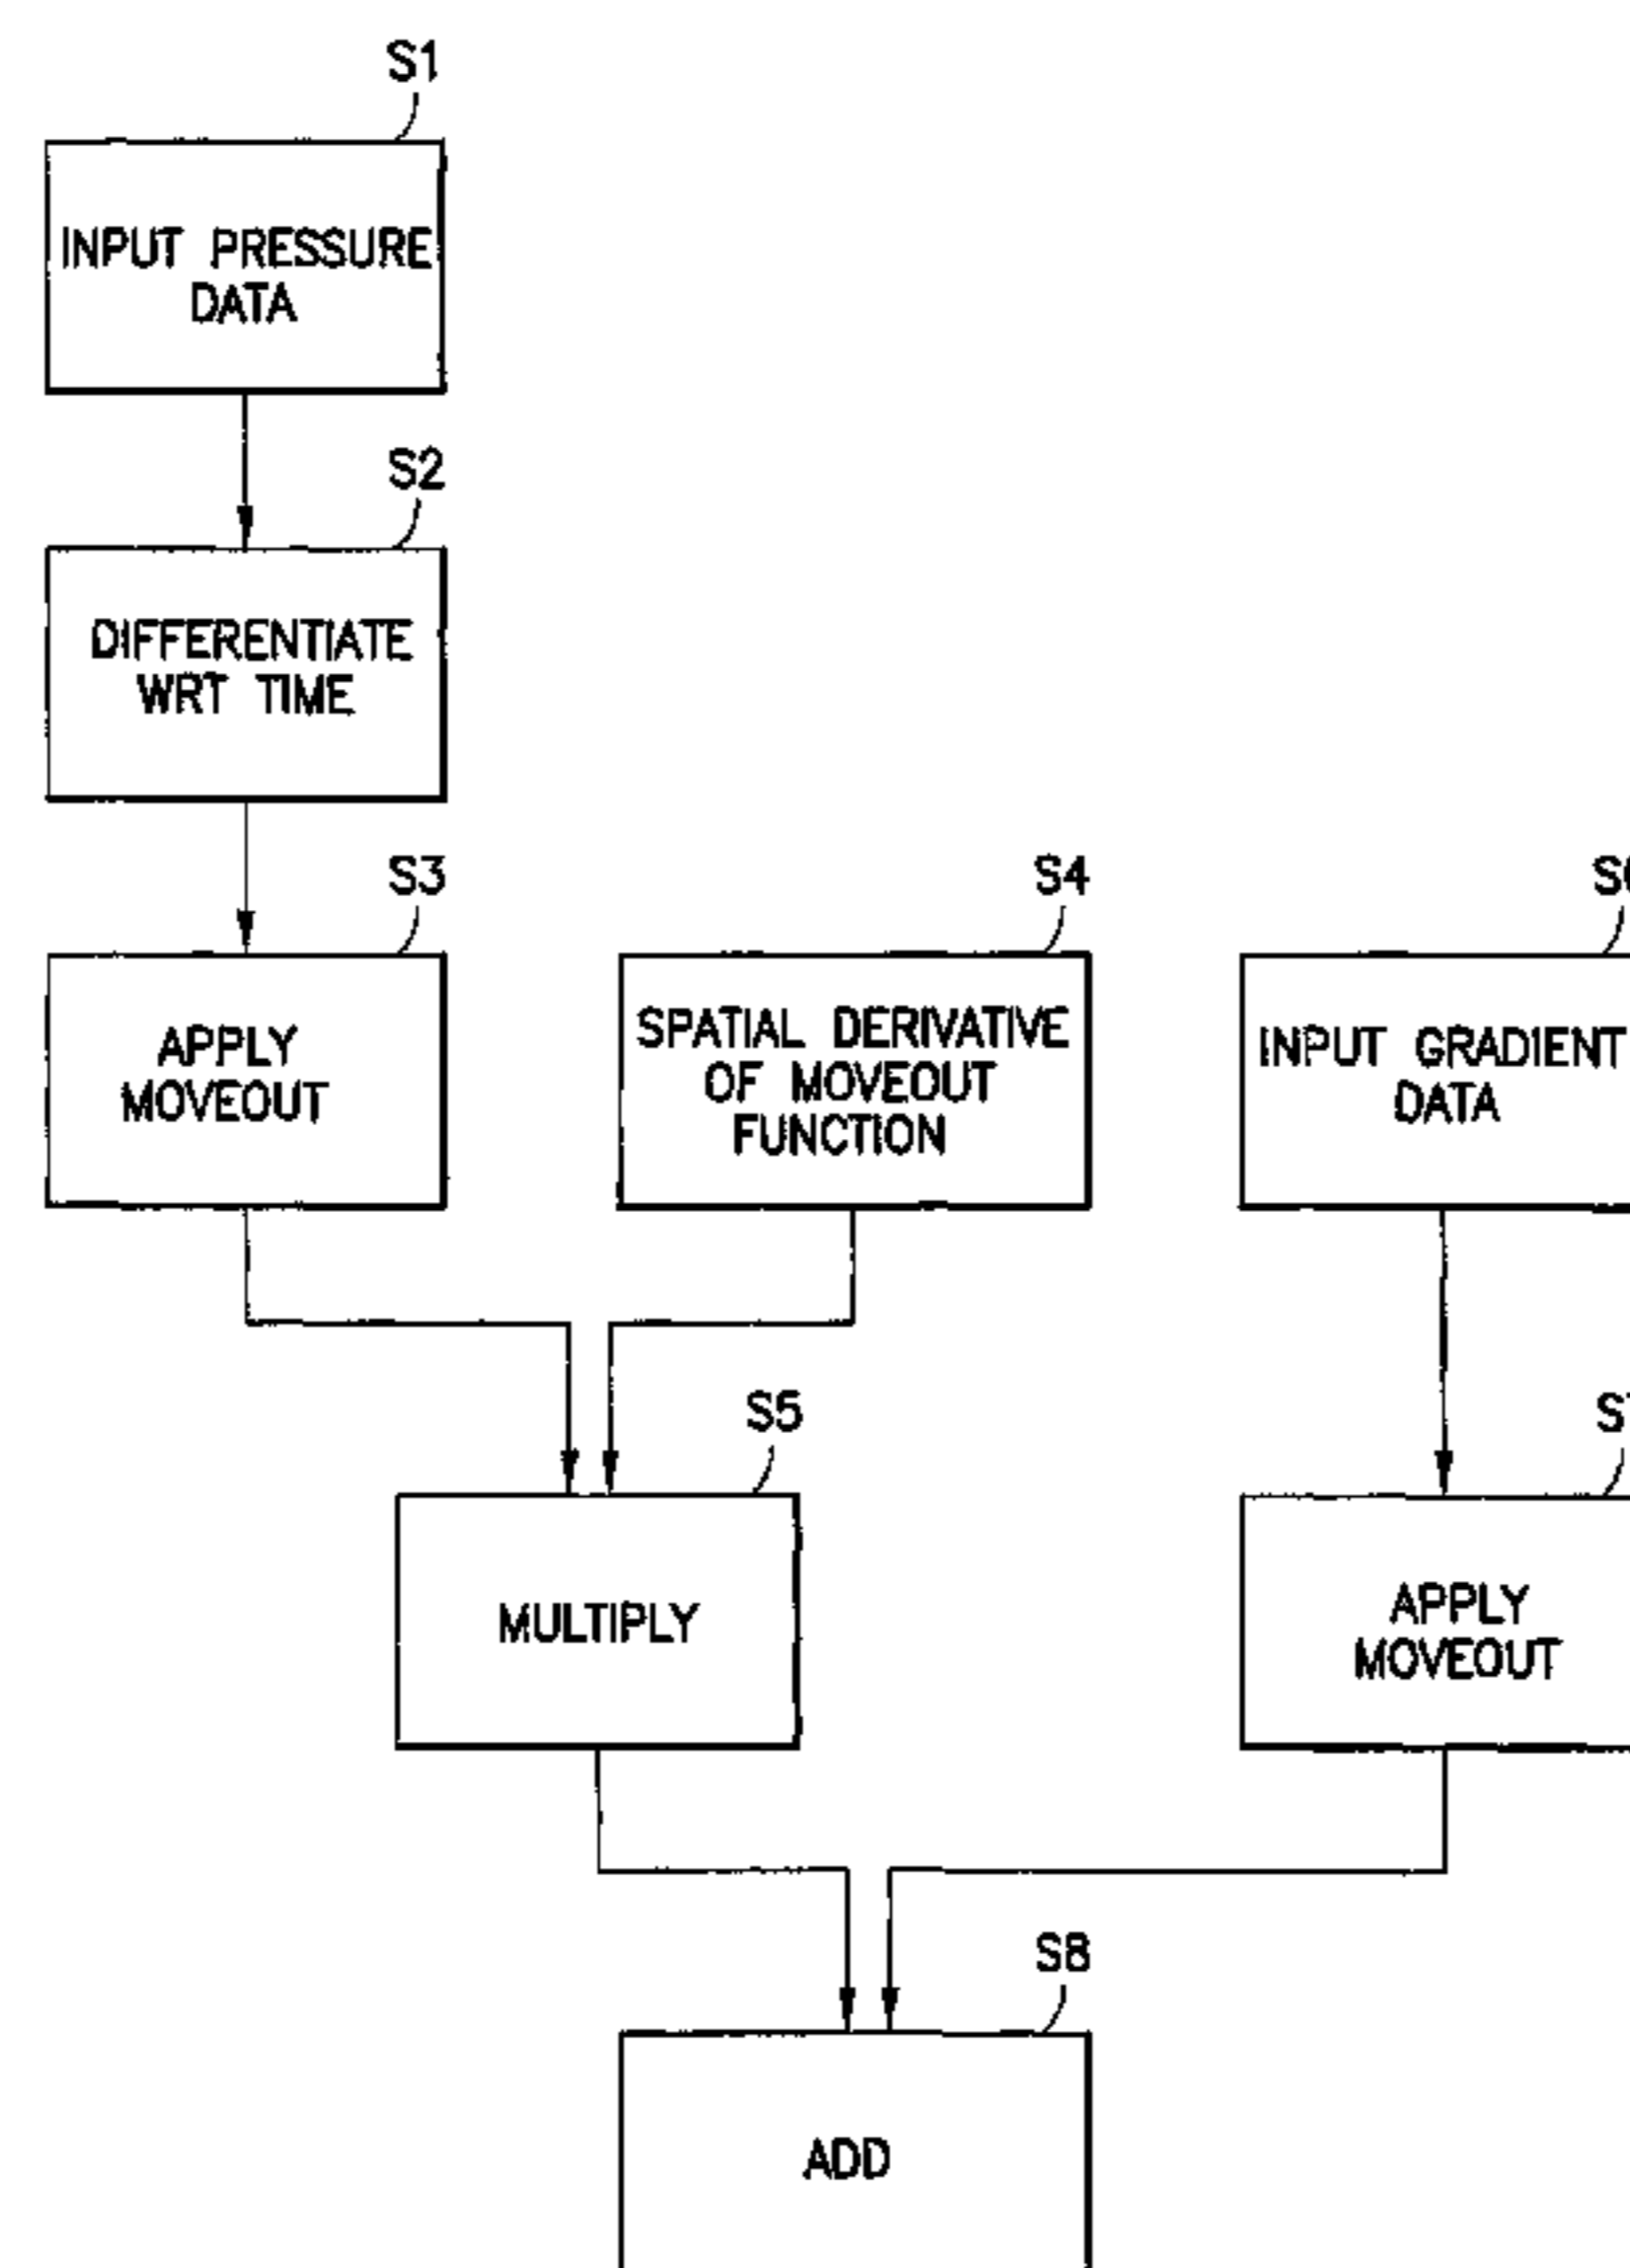 S1
INPUT PRESSURE
DATA
S2
DIFFERENTIATE
WRT TIME
S3
APPLY
MOVEOUT
S4
SPATIAL DERIVATIVE
OF MOVEOUT
FUNCTION
INPUT GRADIENT
DATA
S5
MULTIPLY
APPLY
MOVEOUT
S8
ADD